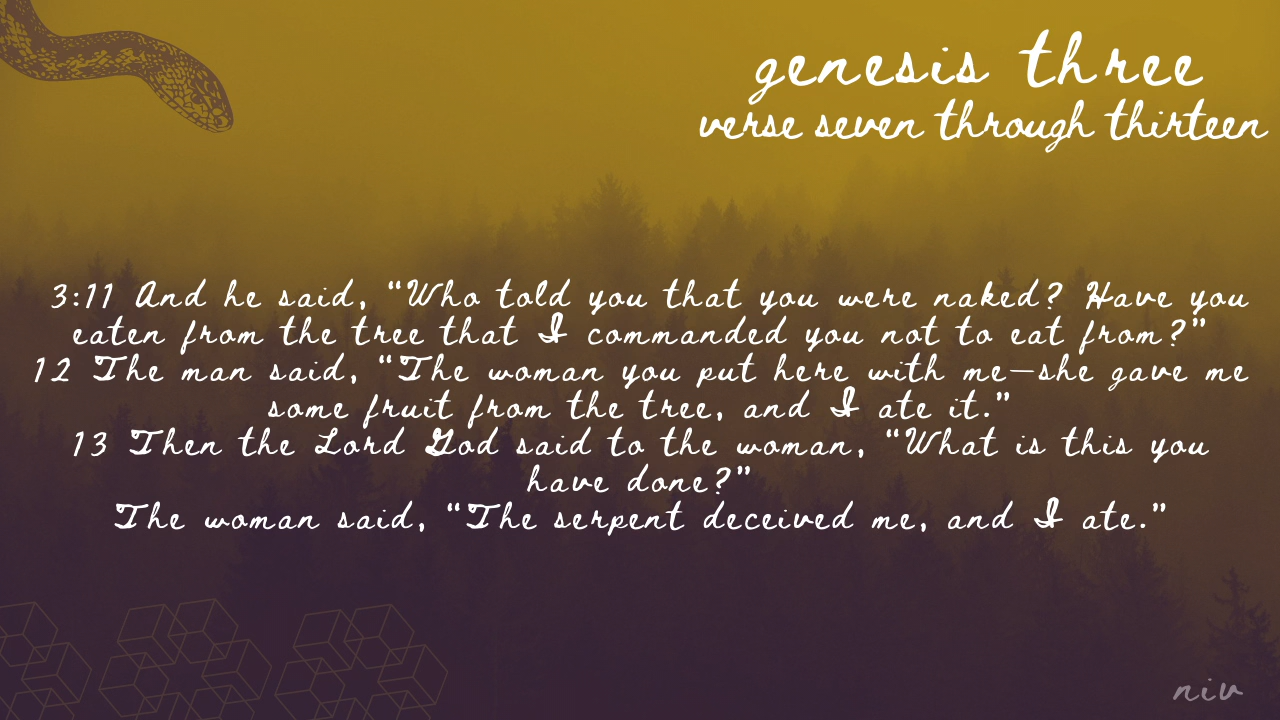 genesis three
verse seven through thirteen
3:11 And he said, “Who told you that you were naked? Have you
eaten from the tree that I commanded you not to eat from?”
12 The man said, “The woman you put here with me—she gave me
some fruit from the tree, and I ate it.”
13 Then the Lord God said to the woman, “What is this you
have done?”
The woman said, “The serpent deceived me, and I ate.”
niv